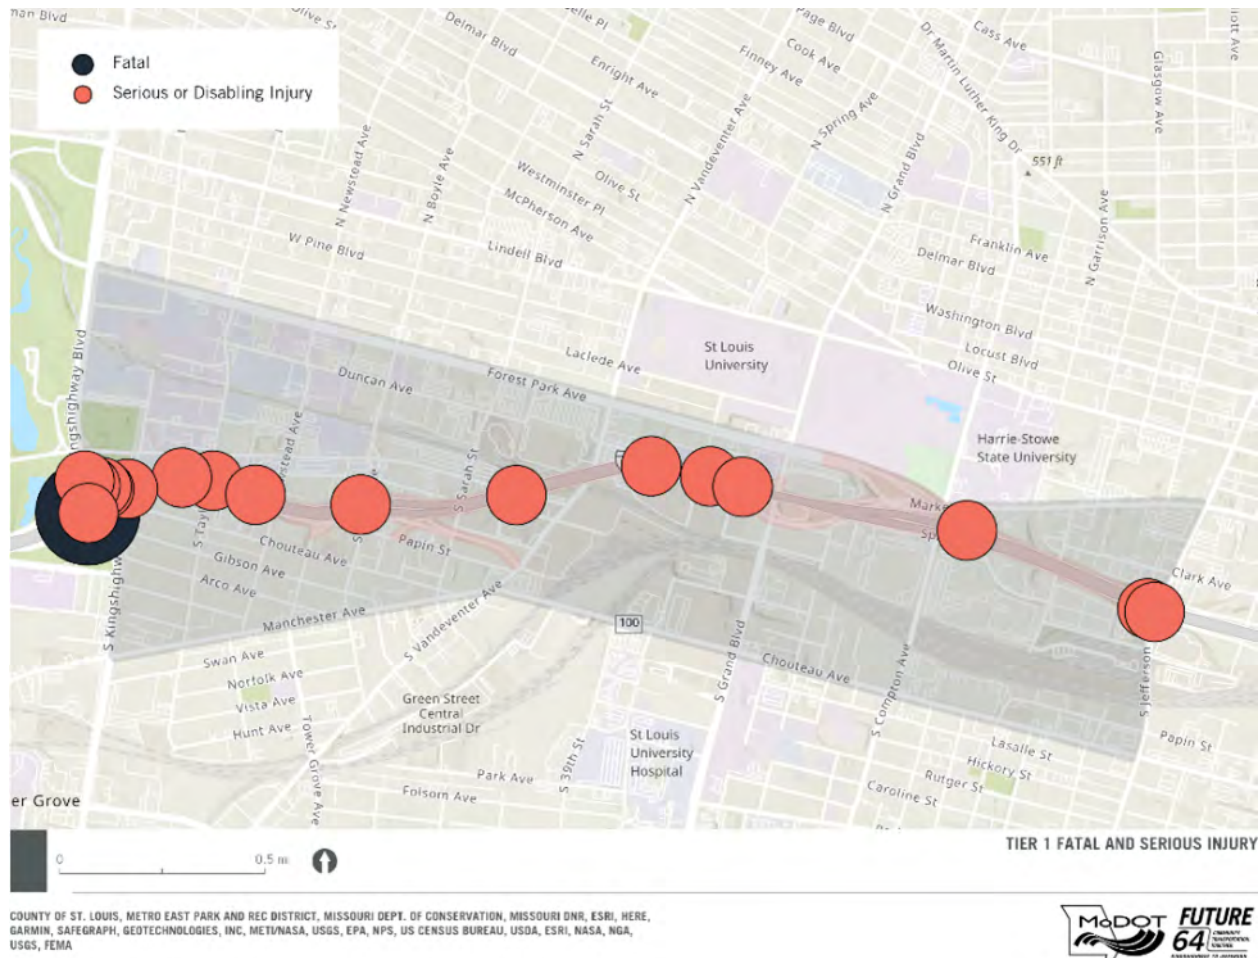 Fatal
Serious or Disabling Injury
Olive St
Delmar Blvd
Enright Ave
Page Blvd
Cook Ave
Finney Ave
Dr Martin Luther King Dr
Cass Ave
Glasgow Ave
N Newstead Ave
N Boyle Ave
N Sarah St
N Vandeventer Ave
N Spring Ave
N Grand Blvd
551 ft
Westminster Pl
Olive St
McPherson Ave
W Pine Blvd
Lindell Blvd
N Garrison Ave
Franklin Ave
Delmar Blvd
Washington Blvd
Locust Blvd
Olive St
Laclede Ave
St Louis
University
Duncan Ave
Forest Park Ave
Harrie-Stowe
State University
ngshighway Blvd
wstead Ave
S Sarah St
Marke
Papin St
Chouteau Ave
Gibson Ave
Arco Ave
Manchester Ave
S Kingshighw
S Vandeventer Ave
Clark Ave
100
Swan Ave
Norfolk Ave
Vista Ave
Hunt Ave
Tower Grove Ave
Green Street
Central
Industrial Dr
S Grand Blvd
Chouteau Ave
S Compton Ave
S Jefferson
Papin St
St Louis
University
Hospital
S 39th St
Park Ave
Folsom Ave
Lasalle St
Hickory St
Rutger St
Caroline St
er Grove
TIER 1 FATAL AND SERIOUS INJURY
0
0.5 mi
COUNTY OF ST. LOUIS, METRO EAST PARK AND REC DISTRICT, MISSOURI DEPT. OF CONSERVATION, MISSOURI DNR, ESRI, HERE,
GARMIN, SAFEGRAPH, GEOTECHNOLOGIES, INC, METI/NASA, USGS, EPA, NPS, US CENSUS BUREAU, USDA, ESRI, NASA, NGA,
USGS, FEMA
MoDOT
FUTURE
64